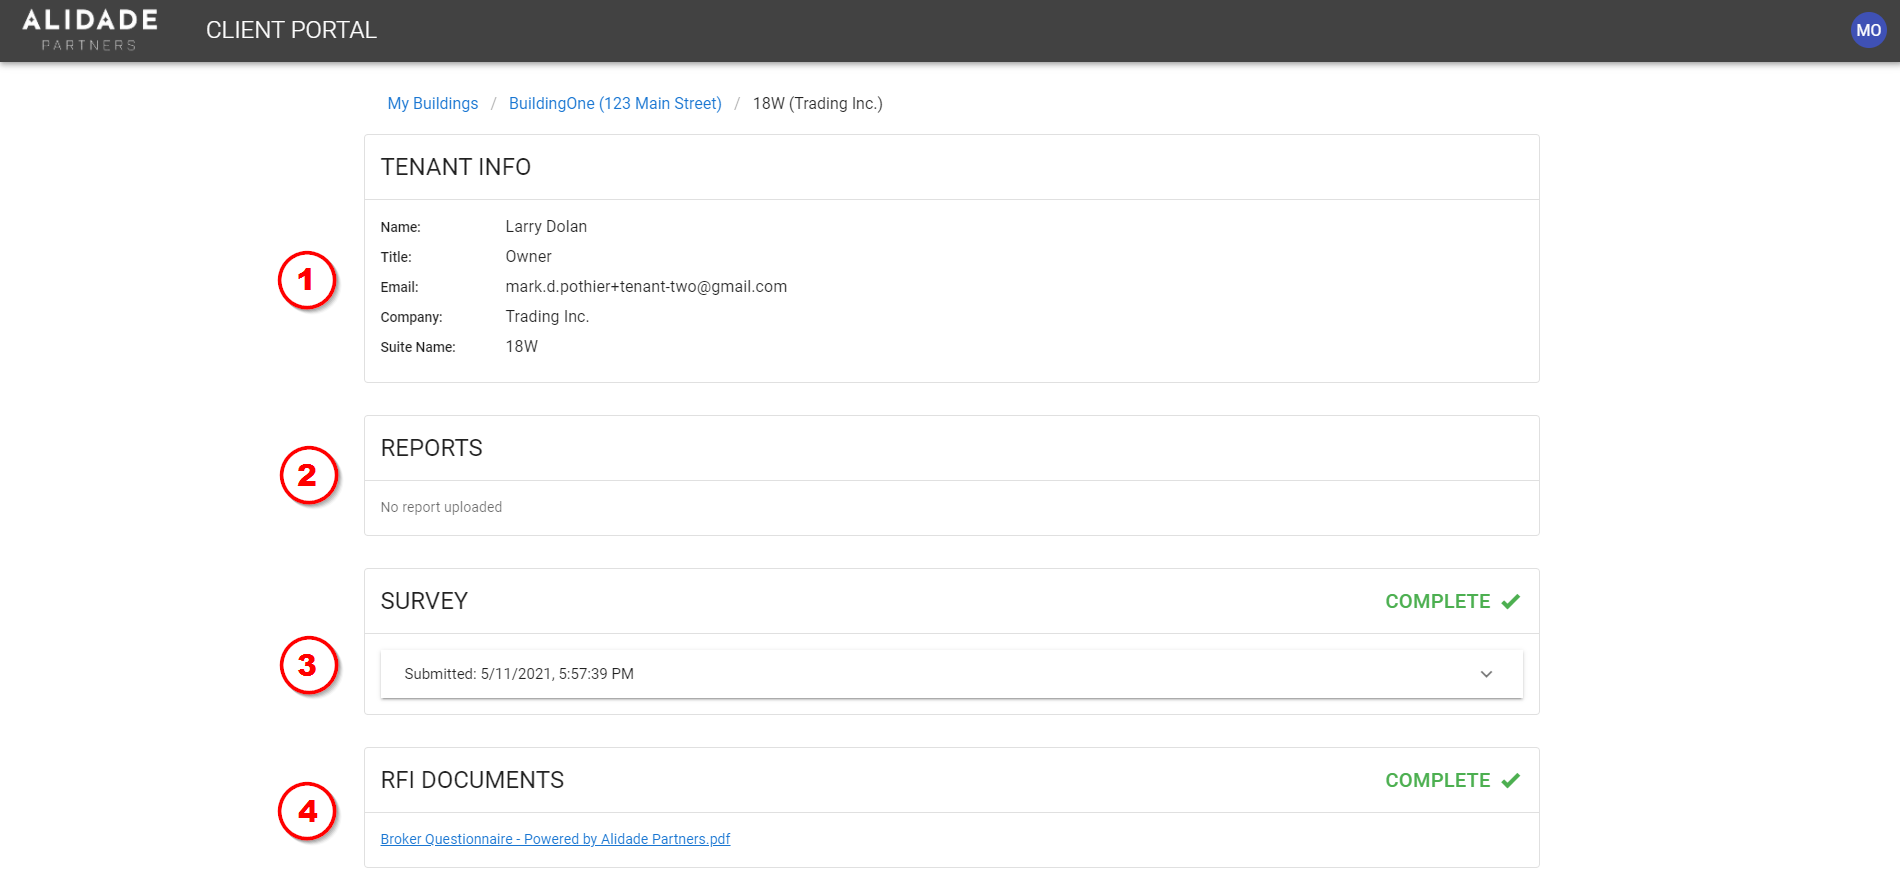 ALIDADE
PARTNERS
CLIENT PORTAL
MO
My Buildings / BuildingOne (123 Main Street) / 18W (Trading Inc.)
TENANT INFO
Name: Larry Dolan
Title: Owner
1
Email: mark.d.pothier+tenant-two@gmail.com
Company: Trading Inc.
Suite Name: 18W
REPORTS
2
No report uploaded
SURVEY COMPLETE
3
Submitted: 5/11/2021, 5:57:39 PM
RFI DOCUMENTS COMPLETE
4
Broker Questionnaire - Powered by Alidade Partners.pdf